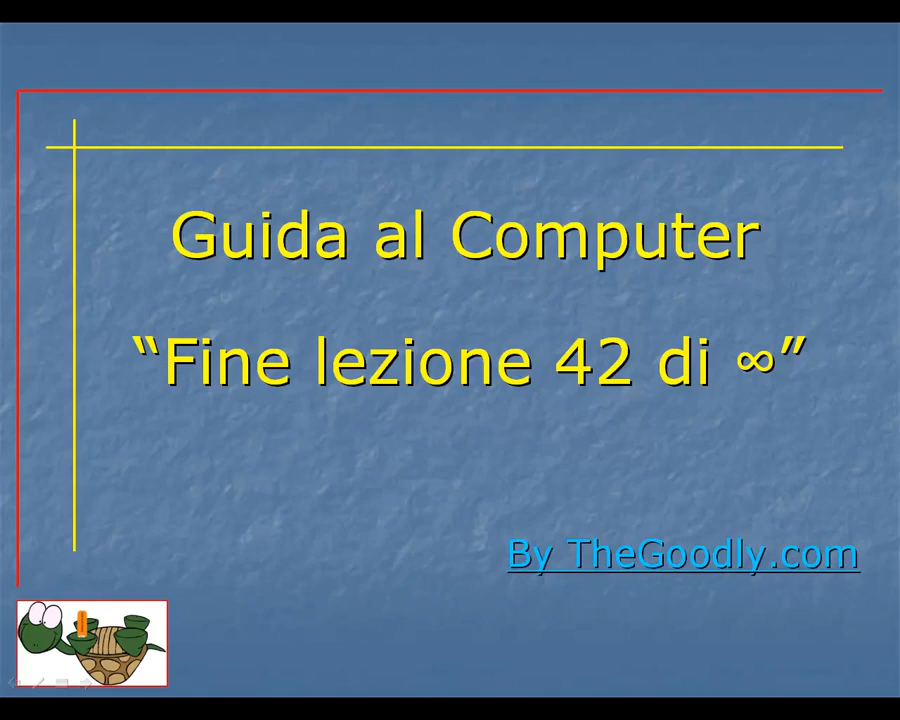 Guida al Computer
“Fine lezione 42 di ∞”
By TheGoodly.com